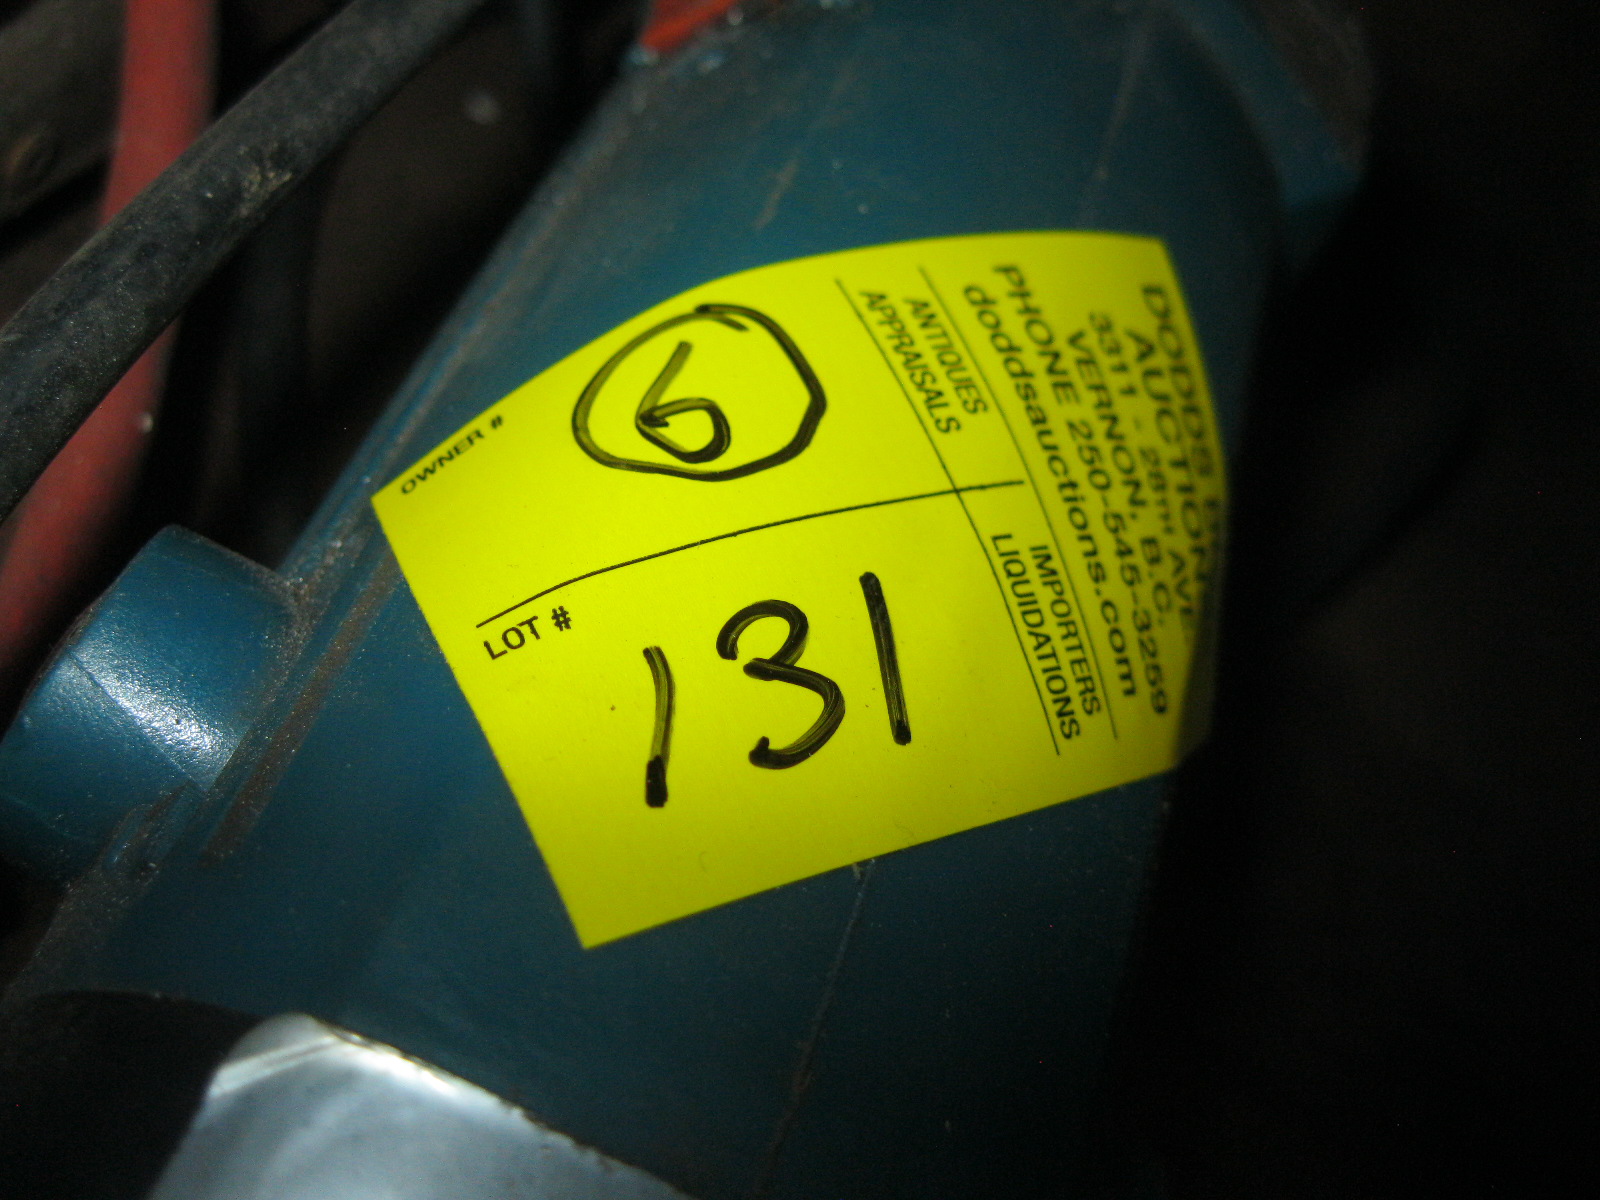 DODDS
AUCTION
3311 - 28TH AVE
VERNON, B.C.
PHONE 250-545-3259
doddsauctions.com
ANTIQUES
APPRAISALS
IMPORTERS
LIQUIDATIONS
OWNER #
6
LOT #
131